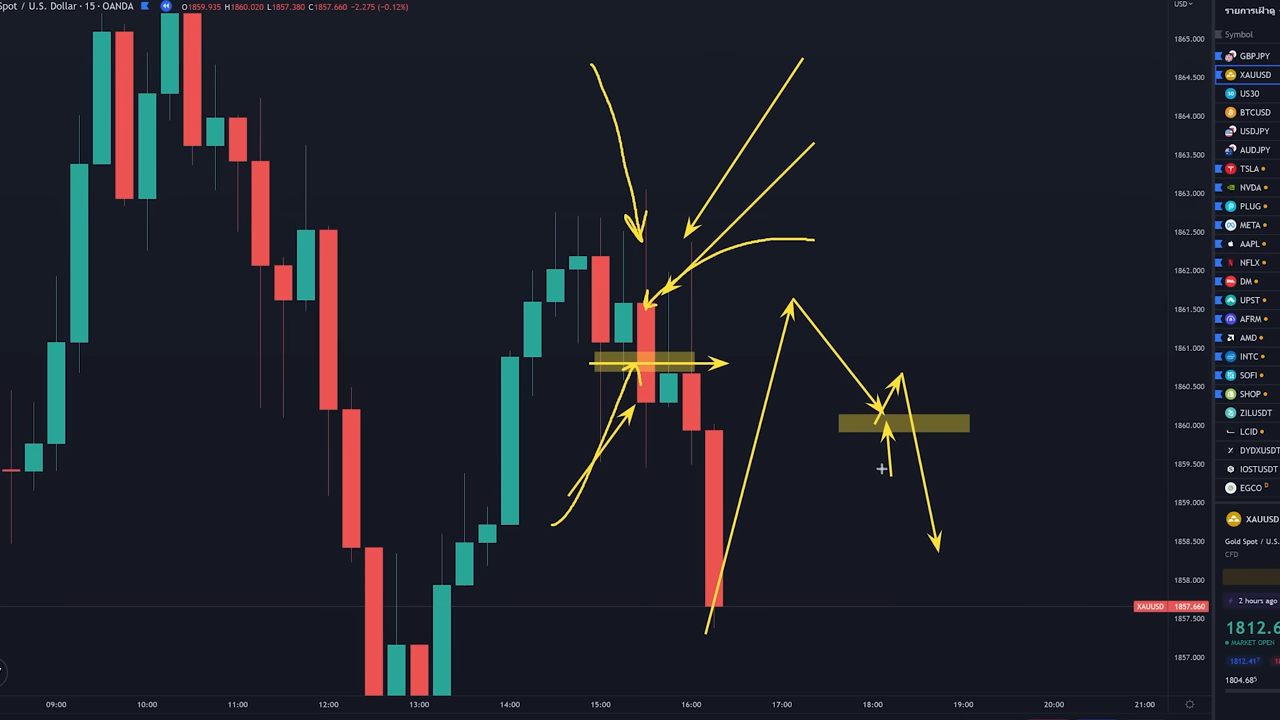 Spot / U.S. Dollar · 15 · OANDA O1859.935 H1860.020 L1857.380 C1857.660 −2.275 (−0.12%)
USD
1865.000
1864.500
1864.000
1863.500
1863.000
1862.500
1862.000
1861.500
1861.000
1860.500
1860.000
1859.500
1859.000
1858.500
1858.000
XAUUSD 1857.660
1857.500
1857.000
09:00 10:00 11:00 12:00 13:00 14:00 15:00 16:00 17:00 18:00 19:00 20:00 21:00
รายการเฝ้าดู
Symbol
GBPJPY
XAUUSD
US30
BTCUSD
USDJPY
AUDJPY
TSLA
NVDA
PLUG
META
AAPL
NFLX
DM
UPST
AFRM
AMD
INTC
SOFI
SHOP
ZILUSDT
LCID
DYDXUSDT
IOSTUSDT
EGCO D
XAUUSD
Gold Spot / U.S.
CFD
2 hours ago
1812.6
MARKET OPEN
1812.41⁷
1804.68⁵